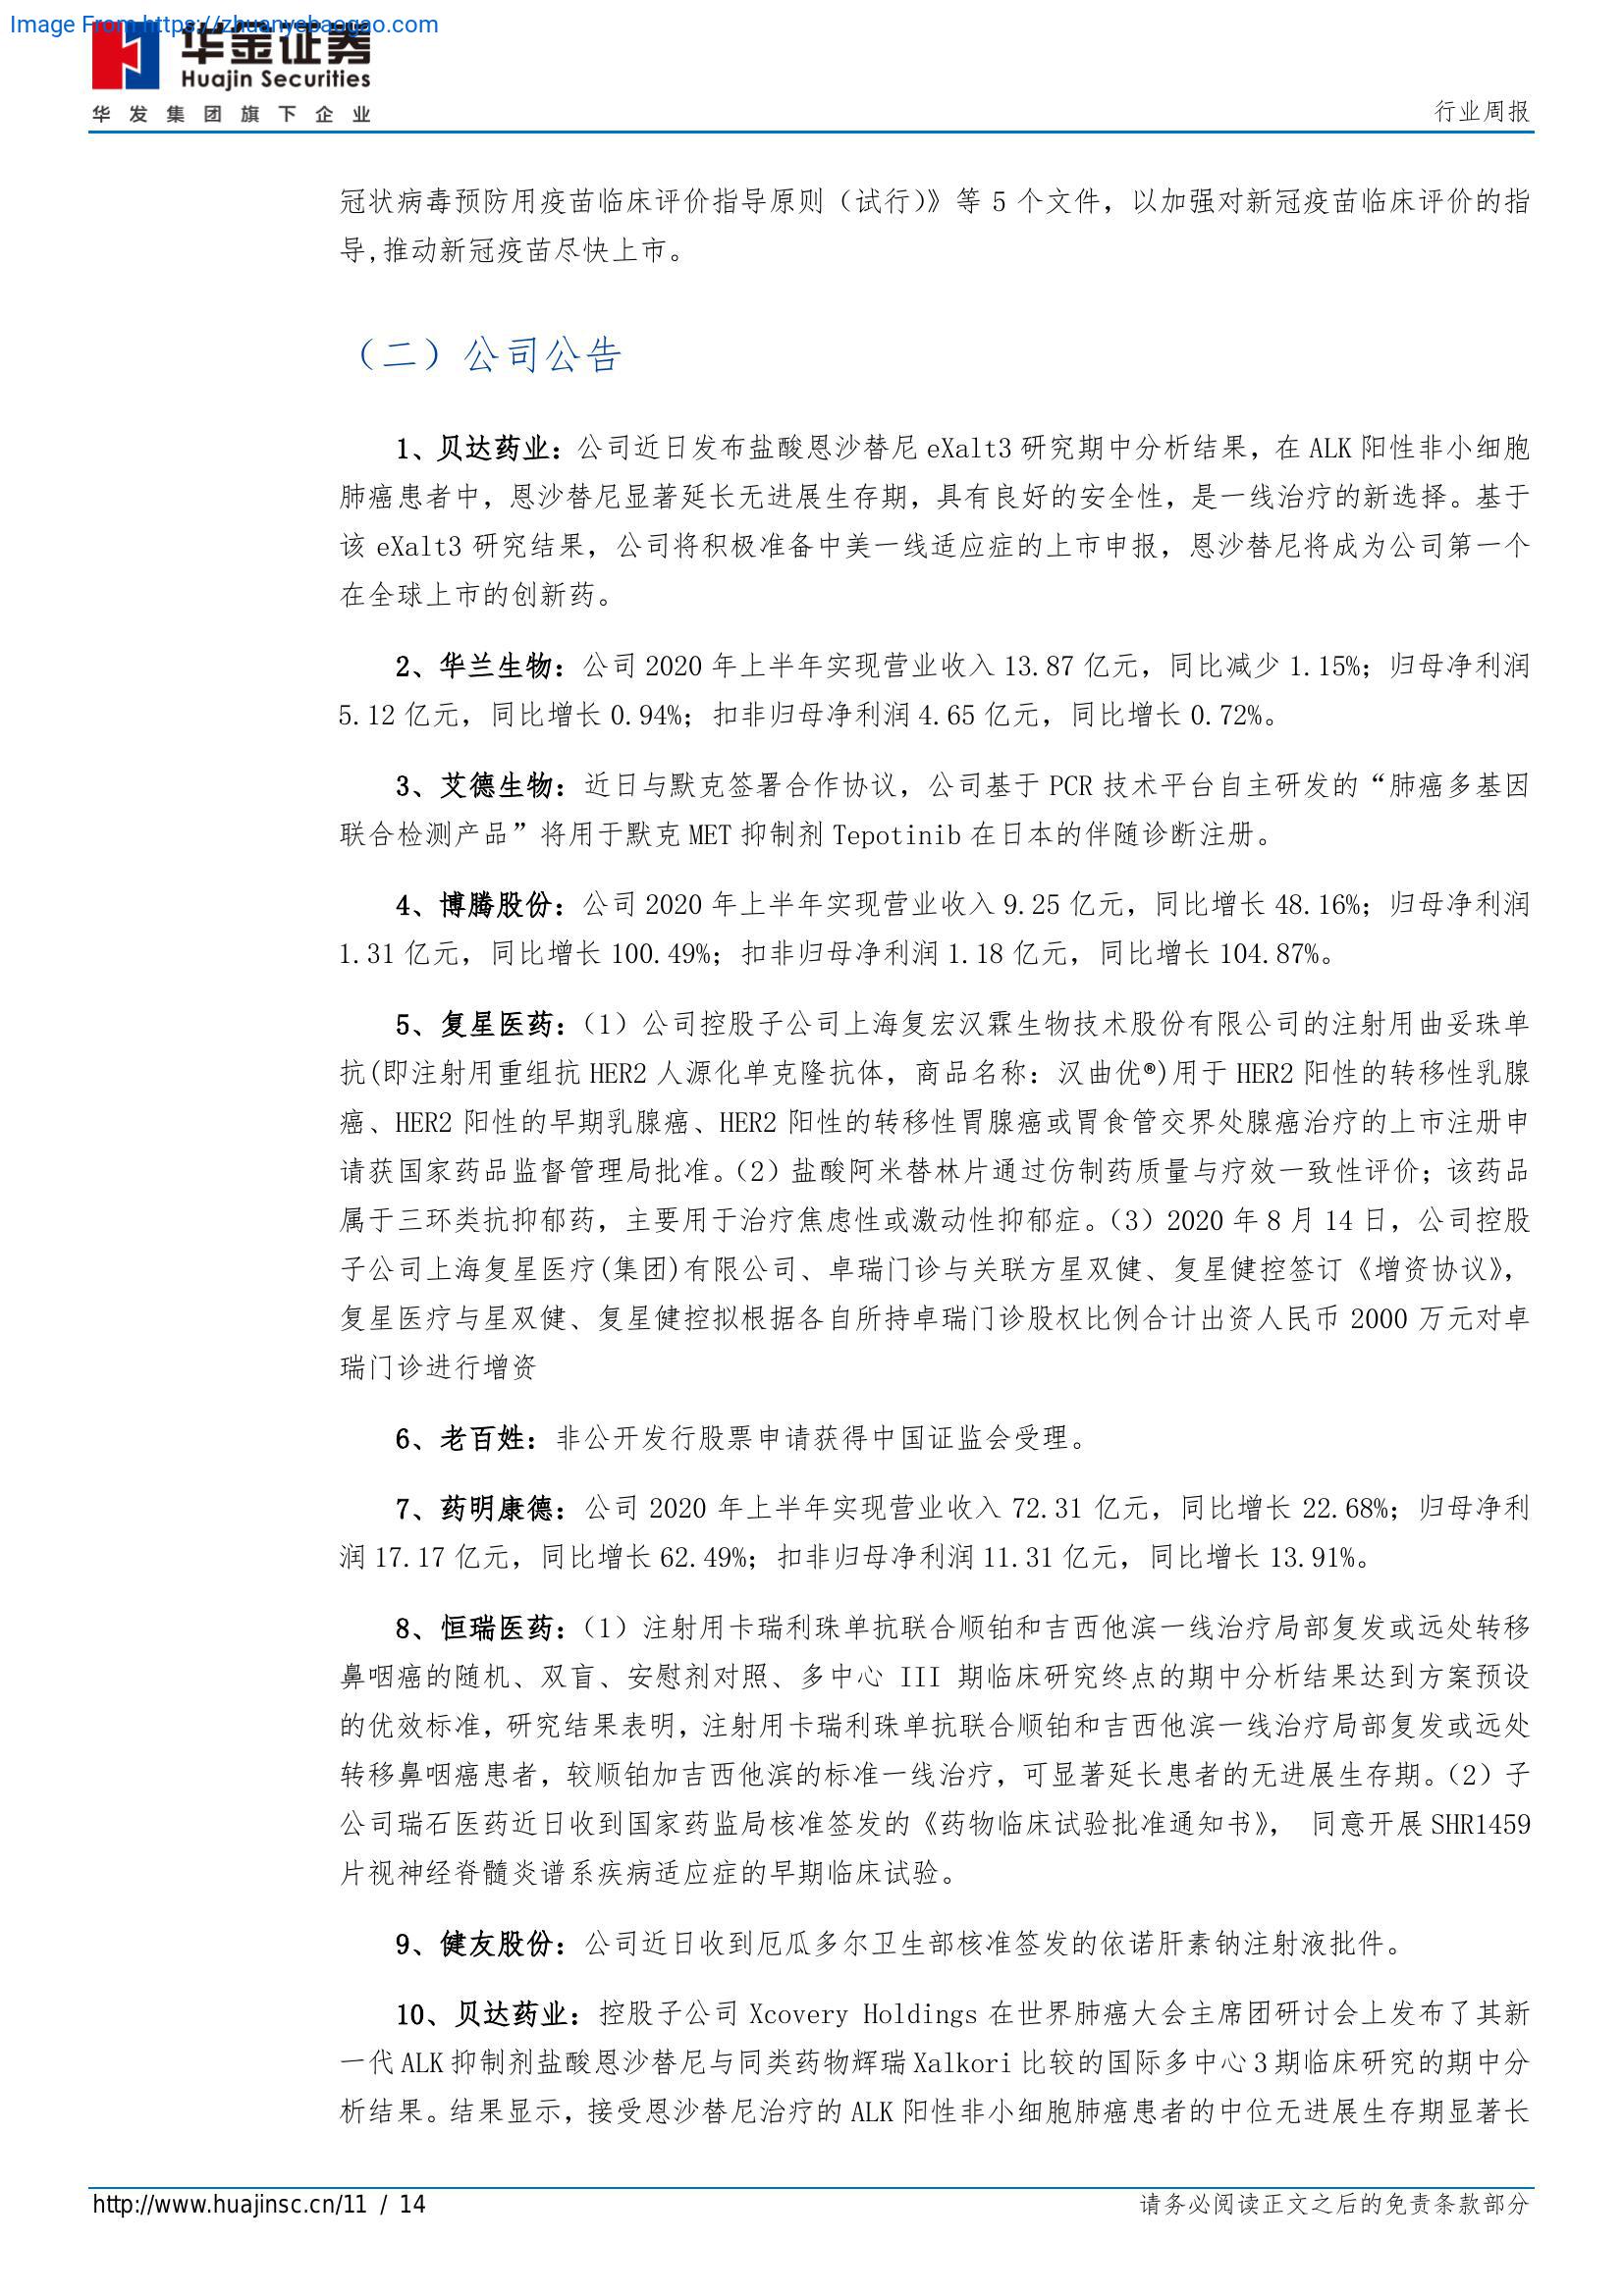 Image From https://zhuanyebaogao.com
华金证券
Huajin Securities
华发集团旗下企业
行业周报
冠状病毒预防用疫苗临床评价指导原则（试行)》等 5 个文件，以加强对新冠疫苗临床评价的指
导,推动新冠疫苗尽快上市。
（二）公司公告
1、贝达药业：公司近日发布盐酸恩沙替尼 eXalt3 研究期中分析结果，在 ALK 阳性非小细胞
肺癌患者中，恩沙替尼显著延长无进展生存期，具有良好的安全性，是一线治疗的新选择。基于
该 eXalt3 研究结果，公司将积极准备中美一线适应症的上市申报，恩沙替尼将成为公司第一个
在全球上市的创新药。
2、华兰生物：公司 2020 年上半年实现营业收入 13.87 亿元，同比减少 1.15%；归母净利润
5.12 亿元，同比增长 0.94%；扣非归母净利润 4.65 亿元，同比增长 0.72%。
3、艾德生物：近日与默克签署合作协议，公司基于 PCR 技术平台自主研发的“肺癌多基因
联合检测产品”将用于默克 MET 抑制剂 Tepotinib 在日本的伴随诊断注册。
4、博腾股份：公司 2020 年上半年实现营业收入 9.25 亿元，同比增长 48.16%；归母净利润
1.31 亿元，同比增长 100.49%；扣非归母净利润 1.18 亿元，同比增长 104.87%。
5、复星医药：（1）公司控股子公司上海复宏汉霖生物技术股份有限公司的注射用曲妥珠单
抗(即注射用重组抗 HER2 人源化单克隆抗体，商品名称：汉曲优®)用于 HER2 阳性的转移性乳腺
癌、HER2 阳性的早期乳腺癌、HER2 阳性的转移性胃腺癌或胃食管交界处腺癌治疗的上市注册申
请获国家药品监督管理局批准。（2）盐酸阿米替林片通过仿制药质量与疗效一致性评价；该药品
属于三环类抗抑郁药，主要用于治疗焦虑性或激动性抑郁症。（3）2020 年 8 月 14 日，公司控股
子公司上海复星医疗(集团)有限公司、卓瑞门诊与关联方星双健、复星健控签订《增资协议》，
复星医疗与星双健、复星健控拟根据各自所持卓瑞门诊股权比例合计出资人民币 2000 万元对卓
瑞门诊进行增资
6、老百姓：非公开发行股票申请获得中国证监会受理。
7、药明康德：公司 2020 年上半年实现营业收入 72.31 亿元，同比增长 22.68%；归母净利
润 17.17 亿元，同比增长 62.49%；扣非归母净利润 11.31 亿元，同比增长 13.91%。
8、恒瑞医药：（1）注射用卡瑞利珠单抗联合顺铂和吉西他滨一线治疗局部复发或远处转移
鼻咽癌的随机、双盲、安慰剂对照、多中心 III 期临床研究终点的期中分析结果达到方案预设
的优效标准，研究结果表明，注射用卡瑞利珠单抗联合顺铂和吉西他滨一线治疗局部复发或远处
转移鼻咽癌患者，较顺铂加吉西他滨的标准一线治疗，可显著延长患者的无进展生存期。（2）子
公司瑞石医药近日收到国家药监局核准签发的《药物临床试验批准通知书》， 同意开展 SHR1459
片视神经脊髓炎谱系疾病适应症的早期临床试验。
9、健友股份：公司近日收到厄瓜多尔卫生部核准签发的依诺肝素钠注射液批件。
10、贝达药业：控股子公司 Xcovery Holdings 在世界肺癌大会主席团研讨会上发布了其新
一代 ALK 抑制剂盐酸恩沙替尼与同类药物辉瑞 Xalkori 比较的国际多中心 3 期临床研究的期中分
析结果。结果显示，接受恩沙替尼治疗的 ALK 阳性非小细胞肺癌患者的中位无进展生存期显著长
http://www.huajinsc.cn/11 / 14
请务必阅读正文之后的免责条款部分